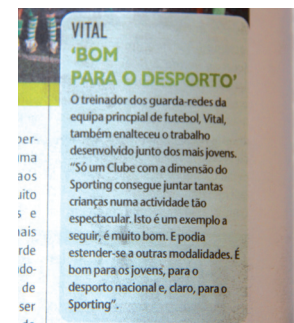 VITAL
‘BOM
PARA O DESPORTO’
O treinador dos guarda-redes da
equipa princpial de futebol, Vital,
também enalteceu o trabalho
desenvolvido junto dos mais jovens.
“Só um Clube com a dimensão do
Sporting consegue juntar tantas
crianças numa actividade tão
espectacular. Isto é um exemplo a
seguir, é muito bom. E podia
estender-se a outras modalidades. É
bom para os jovens, para o
desporto nacional e, claro, para o
Sporting”.